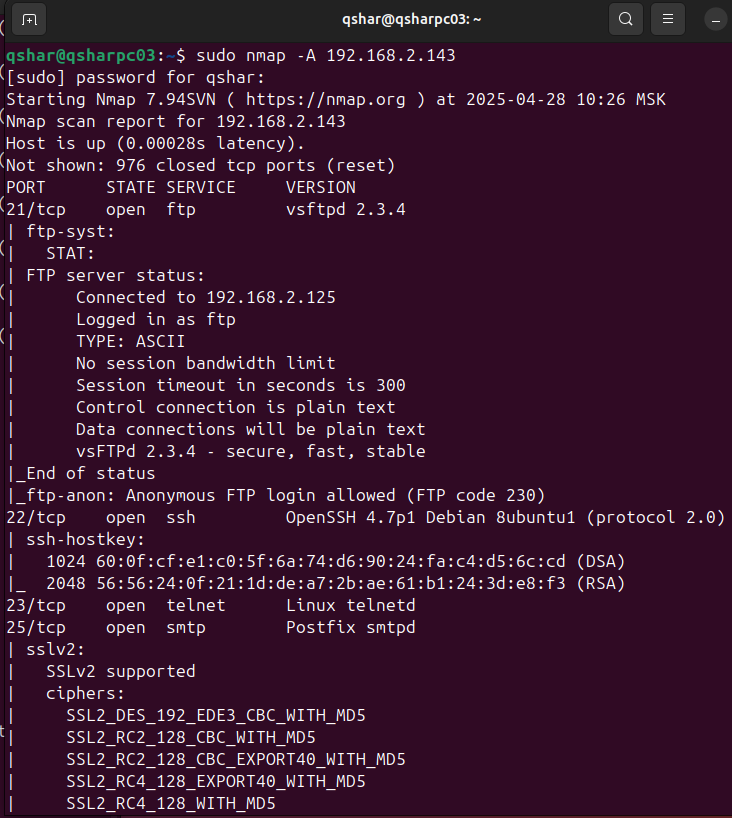 qshar@qsharpc03: ~
qshar@qsharpc03:~$ sudo nmap -A 192.168.2.143
[sudo] password for qshar:
Starting Nmap 7.94SVN ( https://nmap.org ) at 2025-04-28 10:26 MSK
Nmap scan report for 192.168.2.143
Host is up (0.00028s latency).
Not shown: 976 closed tcp ports (reset)
PORT      STATE SERVICE     VERSION
21/tcp    open  ftp         vsftpd 2.3.4
| ftp-syst:
|   STAT:
| FTP server status:
|      Connected to 192.168.2.125
|      Logged in as ftp
|      TYPE: ASCII
|      No session bandwidth limit
|      Session timeout in seconds is 300
|      Control connection is plain text
|      Data connections will be plain text
|      vsFTPd 2.3.4 - secure, fast, stable
|_End of status
|_ftp-anon: Anonymous FTP login allowed (FTP code 230)
22/tcp    open  ssh         OpenSSH 4.7p1 Debian 8ubuntu1 (protocol 2.0)
| ssh-hostkey:
|   1024 60:0f:cf:e1:c0:5f:6a:74:d6:90:24:fa:c4:d5:6c:cd (DSA)
|_  2048 56:56:24:0f:21:1d:de:a7:2b:ae:61:b1:24:3d:e8:f3 (RSA)
23/tcp    open  telnet      Linux telnetd
25/tcp    open  smtp        Postfix smtpd
| sslv2:
|   SSLv2 supported
|   ciphers:
|     SSL2_DES_192_EDE3_CBC_WITH_MD5
|     SSL2_RC2_128_CBC_WITH_MD5
|     SSL2_RC2_128_CBC_EXPORT40_WITH_MD5
|     SSL2_RC4_128_EXPORT40_WITH_MD5
|     SSL2_RC4_128_WITH_MD5